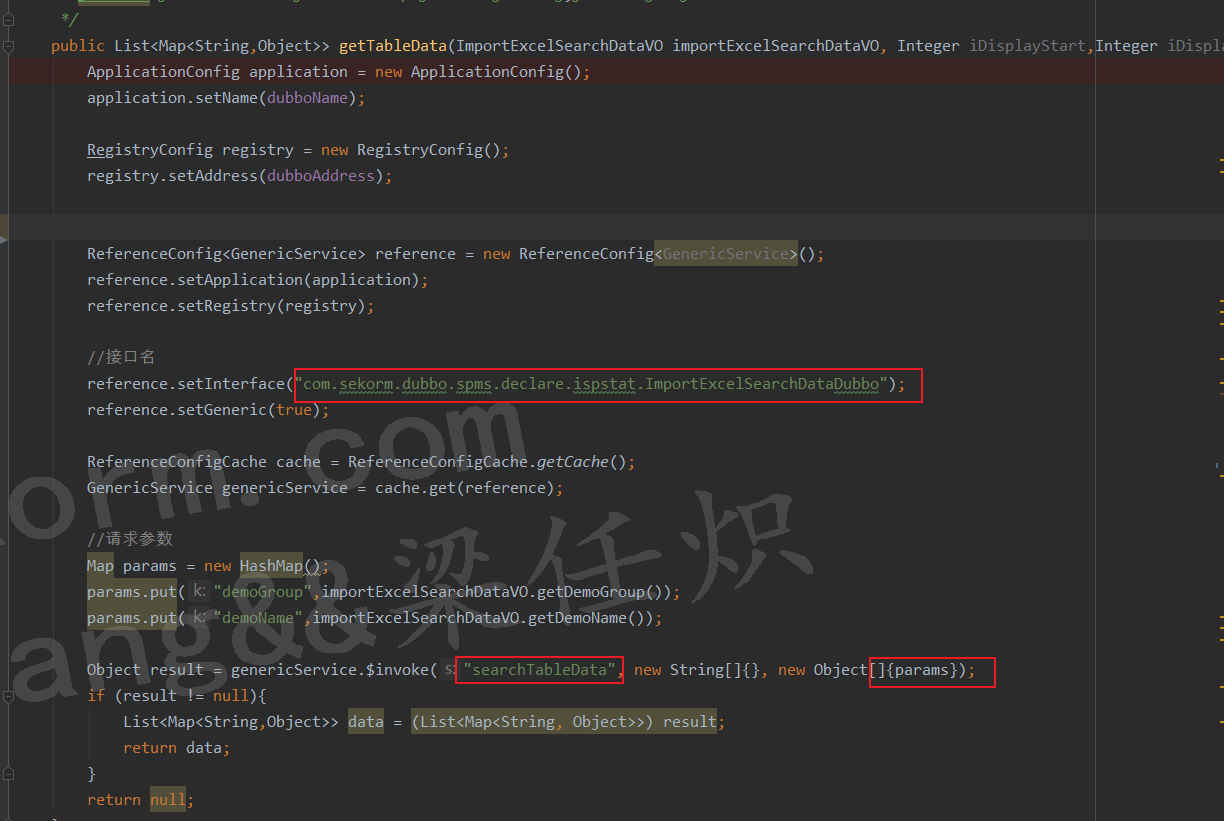 */
public List<Map<String,Object>> getTableData(ImportExcelSearchDataVO importExcelSearchDataVO, Integer iDisplayStart,Integer iDispl
ApplicationConfig application = new ApplicationConfig();
application.setName(dubboName);
RegistryConfig registry = new RegistryConfig();
registry.setAddress(dubboAddress);
ReferenceConfig<GenericService> reference = new ReferenceConfig<GenericService>();
reference.setApplication(application);
reference.setRegistry(registry);
//接口名
reference.setInterface("com.sekorm.dubbo.spms.declare.ispstat.ImportExcelSearchDataDubbo");
reference.setGeneric(true);
ReferenceConfigCache cache = ReferenceConfigCache.getCache();
GenericService genericService = cache.get(reference);
//请求参数
Map params = new HashMap();
params.put( k: "demoGroup",importExcelSearchDataVO.getDemoGroup());
params.put( k: "demoName",importExcelSearchDataVO.getDemoName());
Object result = genericService.$invoke( s: "searchTableData", new String[]{}, new Object[]{params});
if (result != null){
List<Map<String,Object>> data = (List<Map<String, Object>>) result;
return data;
}
return null;
orm.com
ang&&梁任炽